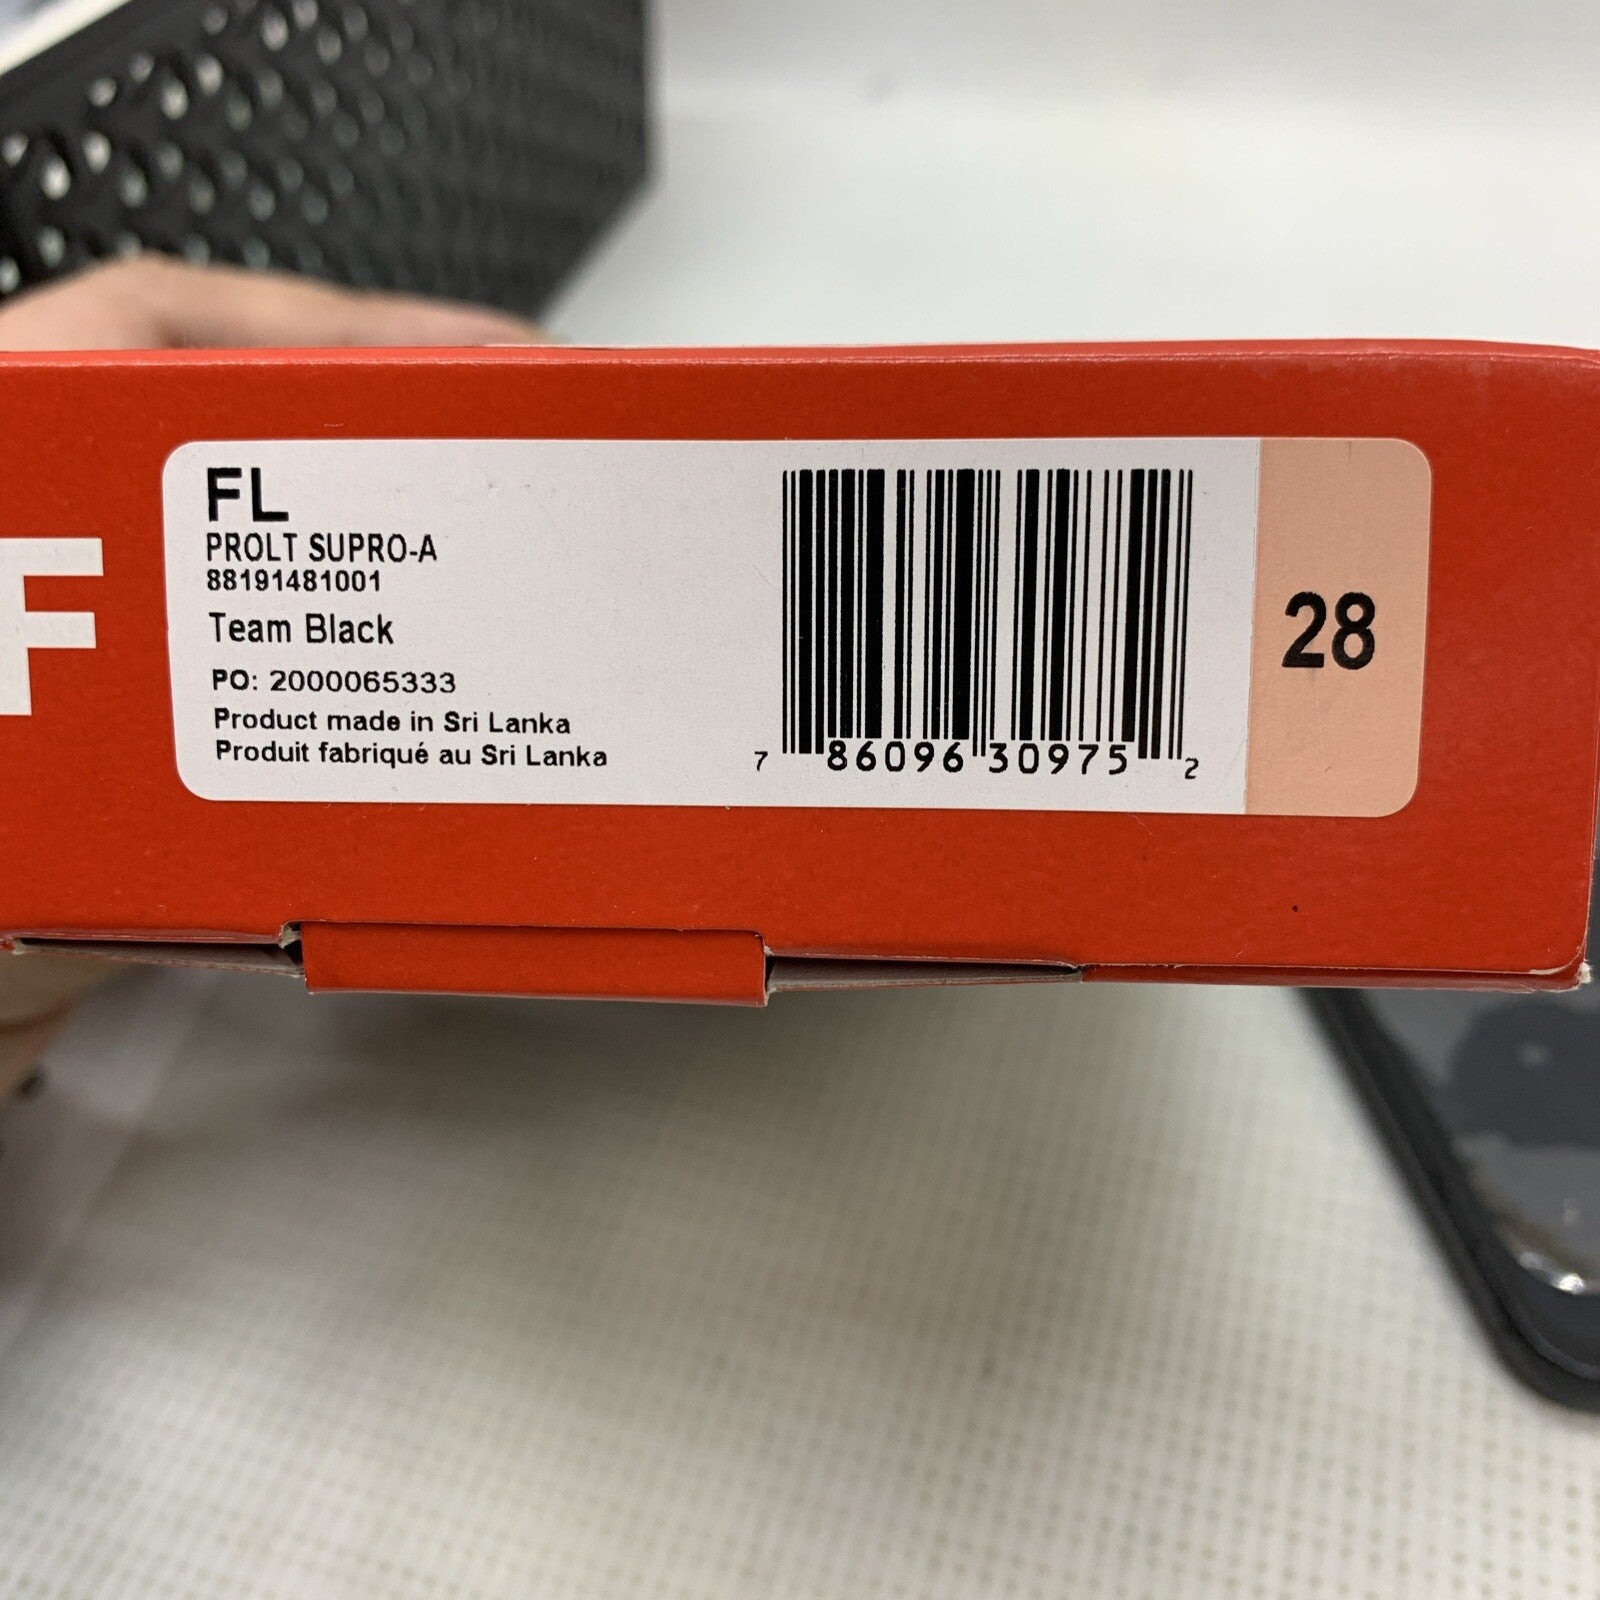 F
FL
PROLT SUPRO-A
88191481001
Team Black
PO: 2000065333
Product made in Sri Lanka
Produit fabriqué au Sri Lanka
7 86096 30975 2
28